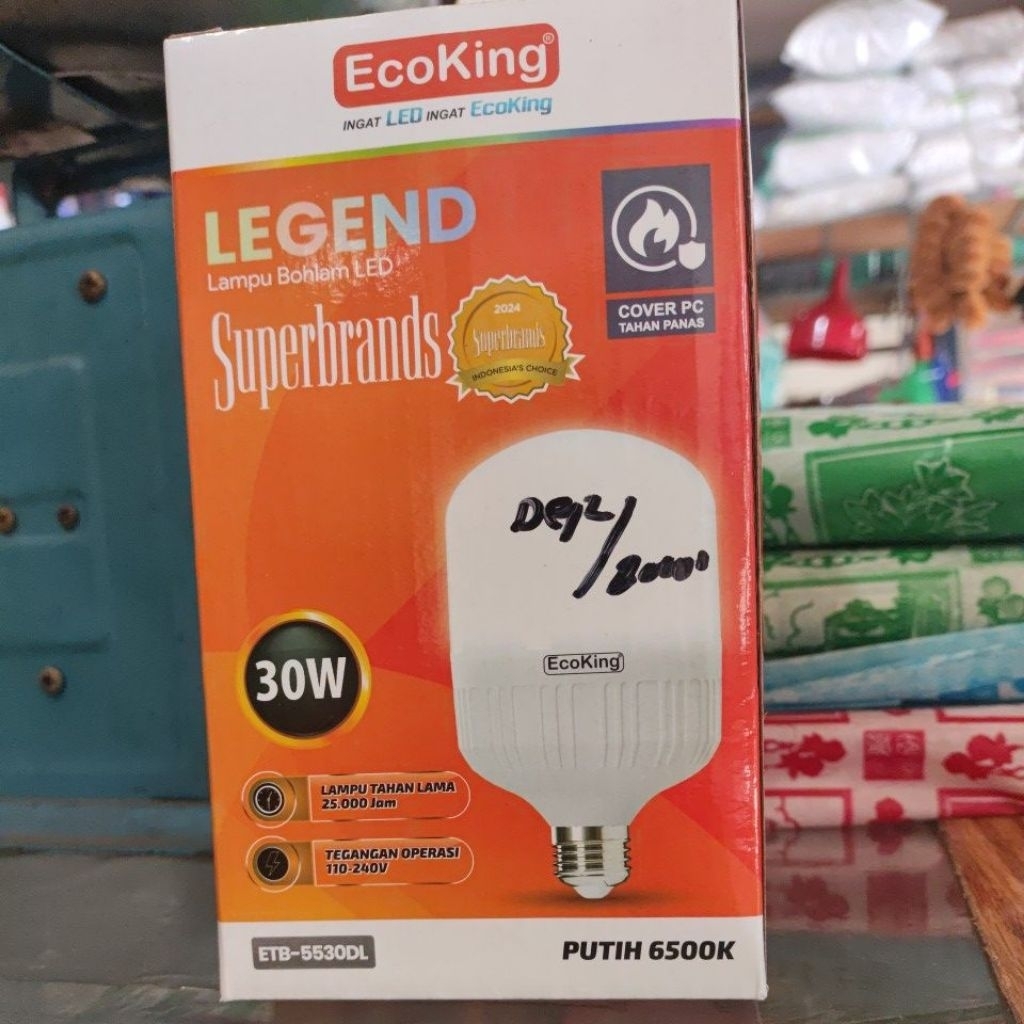 EcoKing®
INGAT LED INGAT EcoKing
LEGEND
Lampu Bohlam LED
Superbrands
2024
Superbrands
INDONESIA'S CHOICE
COVER PC
TAHAN PANAS
EcoKing
30W
LAMPU TAHAN LAMA
25.000 Jam
TEGANGAN OPERASI
110-240V
ETB-5530DL
PUTIH 6500K